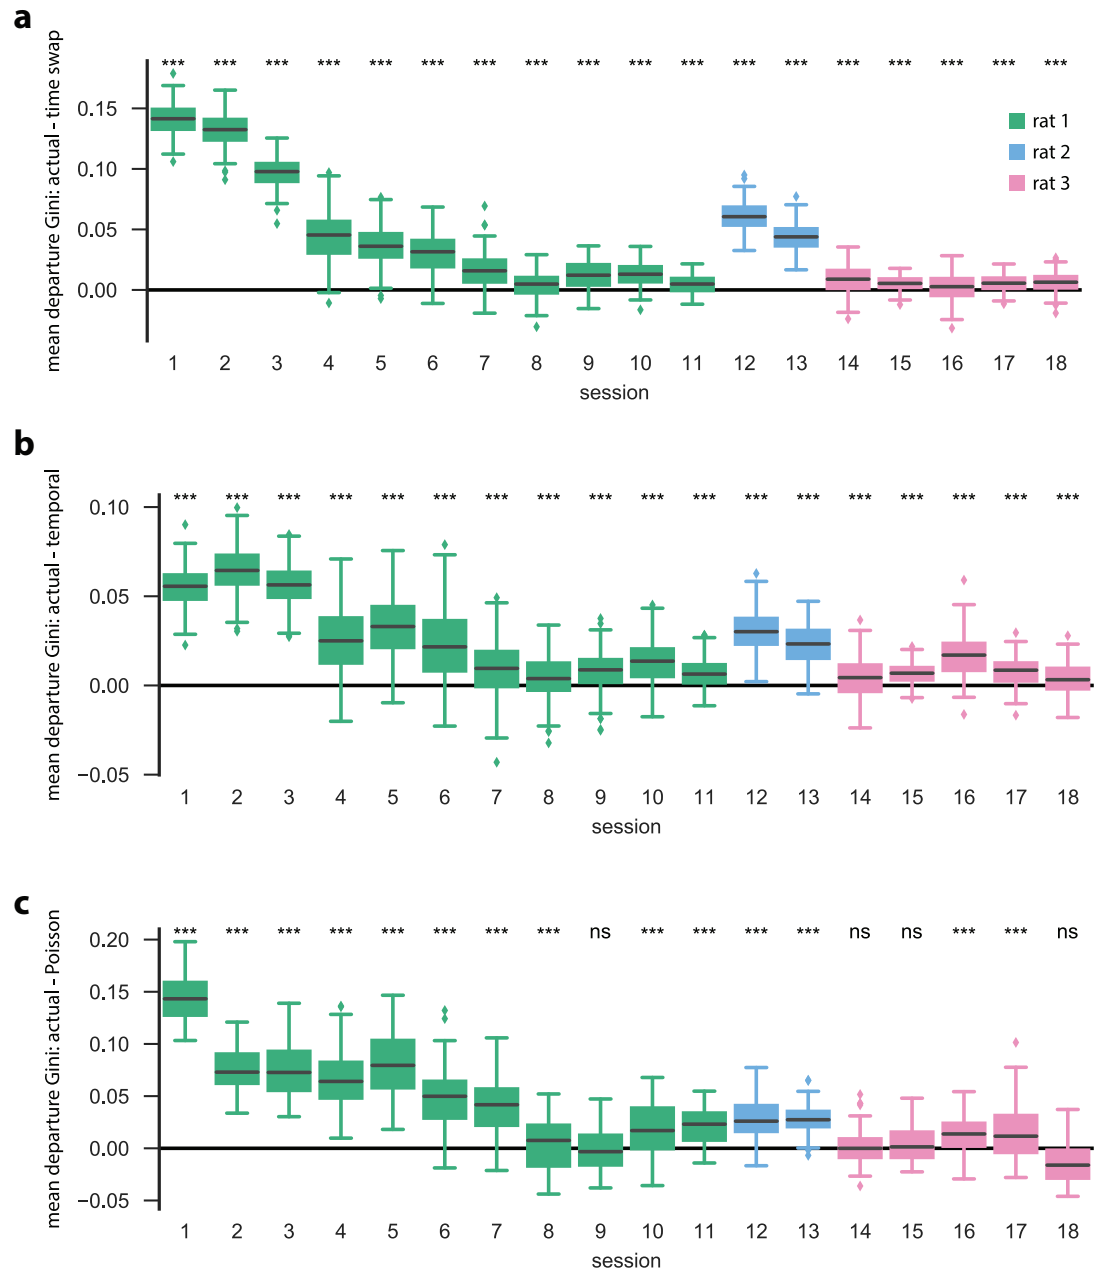 a
mean departure Gini: actual - time swap
*** *** *** *** *** *** *** *** *** *** *** *** *** *** *** *** *** ***
0.15
0.10
0.05
0.00
rat 1
rat 2
rat 3
1 2 3 4 5 6 7 8 9 10 11 12 13 14 15 16 17 18
session
b
mean departure Gini: actual - temporal
*** *** *** *** *** *** *** *** *** *** *** *** *** *** *** *** *** ***
0.10
0.05
0.00
−0.05
1 2 3 4 5 6 7 8 9 10 11 12 13 14 15 16 17 18
session
c
mean departure Gini: actual - Poisson
*** *** *** *** *** *** *** *** ns *** *** *** *** ns ns *** *** ns
0.20
0.15
0.10
0.05
0.00
−0.05
1 2 3 4 5 6 7 8 9 10 11 12 13 14 15 16 17 18
session